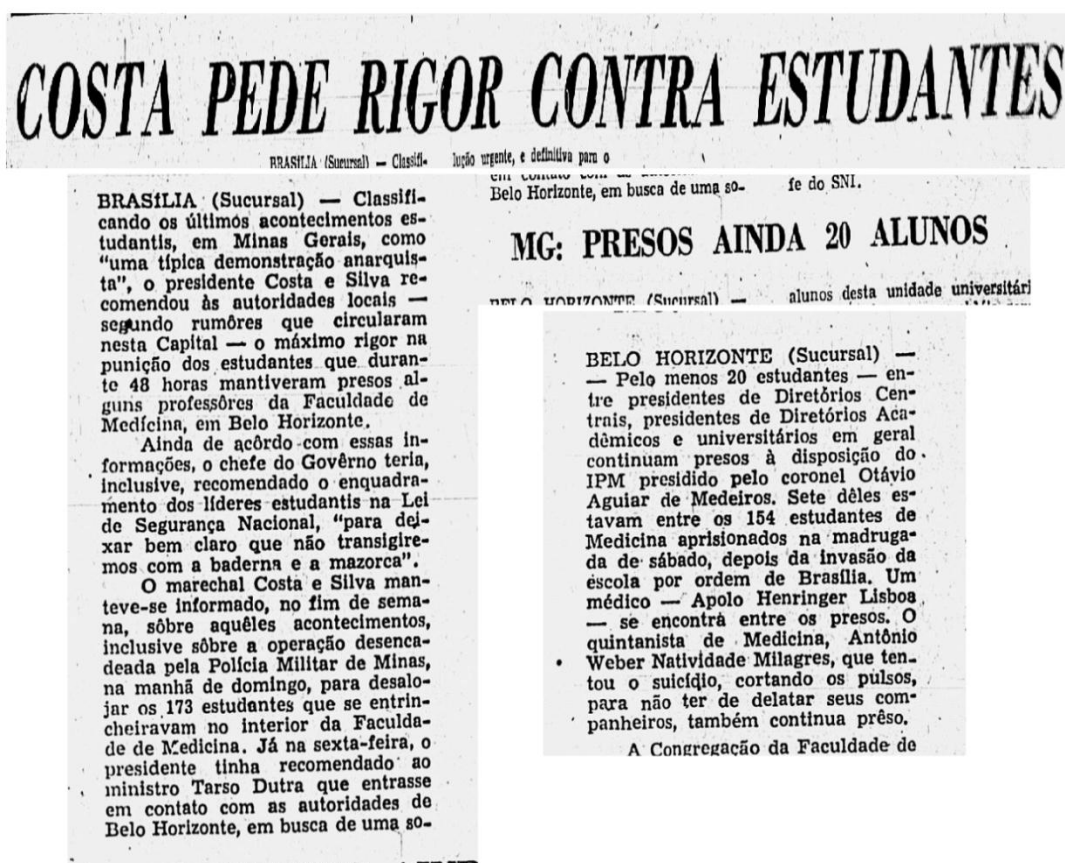 COSTA PEDE RIGOR CONTRA ESTUDANTES
BRASÍLIA (Sucursal) — Classifi-
lução urgente, e definitiva para o
BRASÍLIA (Sucursal) — Classifi-
cando os últimos acontecimentos es-
tudantis, em Minas Gerais, como
"uma típica demonstração anarquis-
ta", o presidente Costa e Silva re-
comendou às autoridades locais —
segundo rumôres que circularam
nesta Capital — o máximo rigor na
punição dos estudantes que duran-
te 48 horas mantiveram presos al-
guns professôres da Faculdade de
Medicina, em Belo Horizonte.
Ainda de acôrdo com essas in-
formações, o chefe do Govêrno teria,
inclusive, recomendado o enquadra-
mento dos líderes estudantis na Lei
de Segurança Nacional, "para dei-
xar bem claro que não transigire-
mos com a baderna e a mazorca".
O marechal Costa e Silva man-
teve-se informado, no fim de sema-
na, sôbre aquêles acontecimentos,
inclusive sôbre a operação desenca-
deada pela Polícia Militar de Minas,
na manhã de domingo, para desalo-
jar os 173 estudantes que se entrin-
cheiravam no interior da Faculda-
de de Medicina. Já na sexta-feira, o
presidente tinha recomendado ao
ministro Tarso Dutra que entrasse
em contato com as autoridades de
Belo Horizonte, em busca de uma so-
em contato com as
Belo Horizonte, em busca de uma so-
fe do SNI.
MG: PRESOS AINDA 20 ALUNOS
BELO HORIZONTE (Sucursal) —
alunos desta unidade universitári
BELO HORIZONTE (Sucursal) —
— Pelo menos 20 estudantes — en-
tre presidentes de Diretórios Cen-
trais, presidentes de Diretórios Aca-
dêmicos e universitários em geral
continuam presos à disposição do
IPM presidido pelo coronel Otávio
Aguiar de Medeiros. Sete dêles es-
tavam entre os 154 estudantes de
Medicina aprisionados na madruga-
da de sábado, depois da invasão da
escola por ordem de Brasília. Um
médico — Apolo Henringer Lisboa
— se encontra entre os presos. O
quintanista de Medicina, Antônio
Weber Natividade Milagres, que ten-
tou o suicídio, cortando os pulsos,
para não ter de delatar seus com-
panheiros, também continua prêso.
A Congregação da Faculdade de